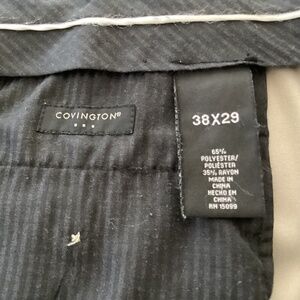 COVINGTON®
38X29
65%
POLYESTER/
POLIÉSTER
35% RAYON
MADE IN
CHINA
HECHO EN
CHINA
RN 15099